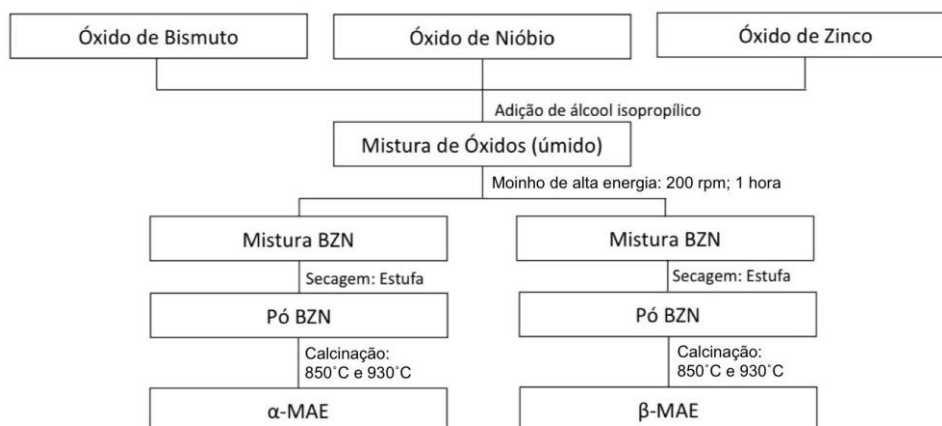 Óxido de Bismuto
Óxido de Nióbio
Óxido de Zinco
Adição de álcool isopropílico
Mistura de Óxidos (úmido)
Moinho de alta energia: 200 rpm; 1 hora
Mistura BZN
Mistura BZN
Secagem: Estufa
Secagem: Estufa
Pó BZN
Pó BZN
Calcinação:
850˚C e 930˚C
Calcinação:
850˚C e 930˚C
α-MAE
β-MAE